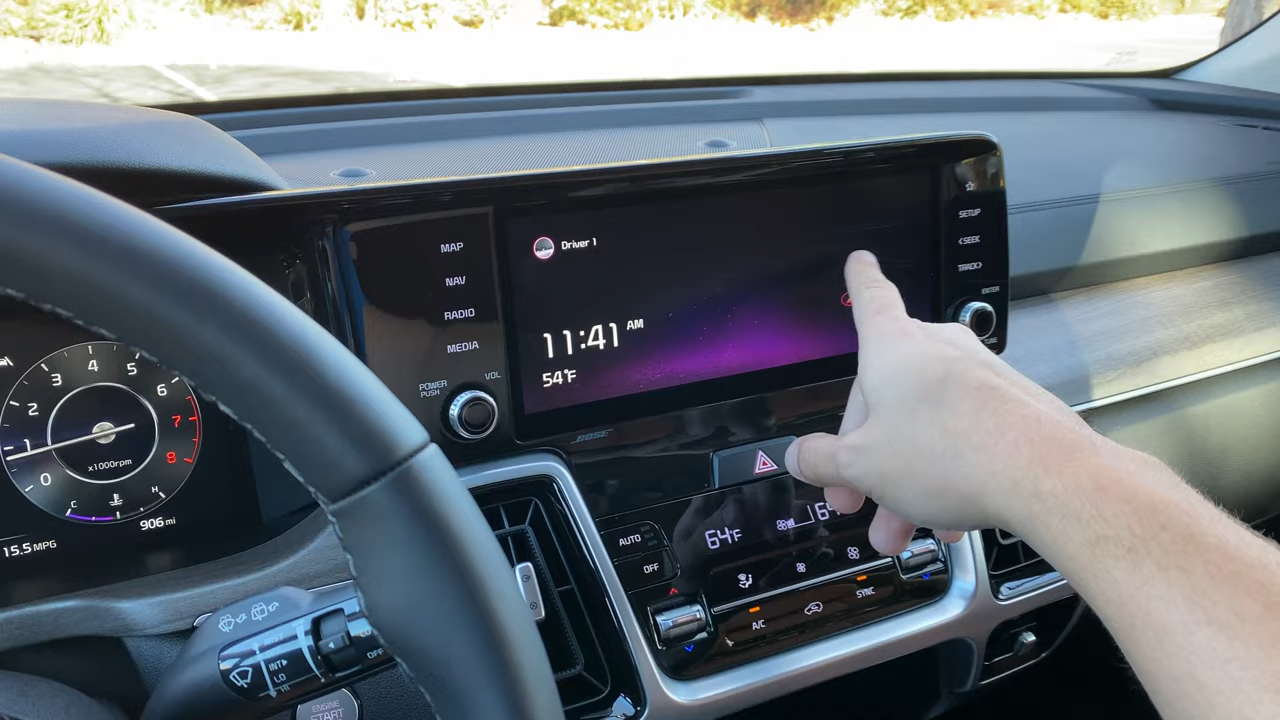 MAP
NAV
RADIO
MEDIA
POWER
PUSH
VOL
Driver 1
11:41 AM
54°F
SETUP
<SEEK
TRACK>
ENTER
BOSE
4
3
5
2
6
1
7
0
8
x1000rpm
C
H
906 mi
15.5 MPG
AUTO
OFF
64°F
A/C
SYNC
INT
LO
HI
OFF
ENGINE
START